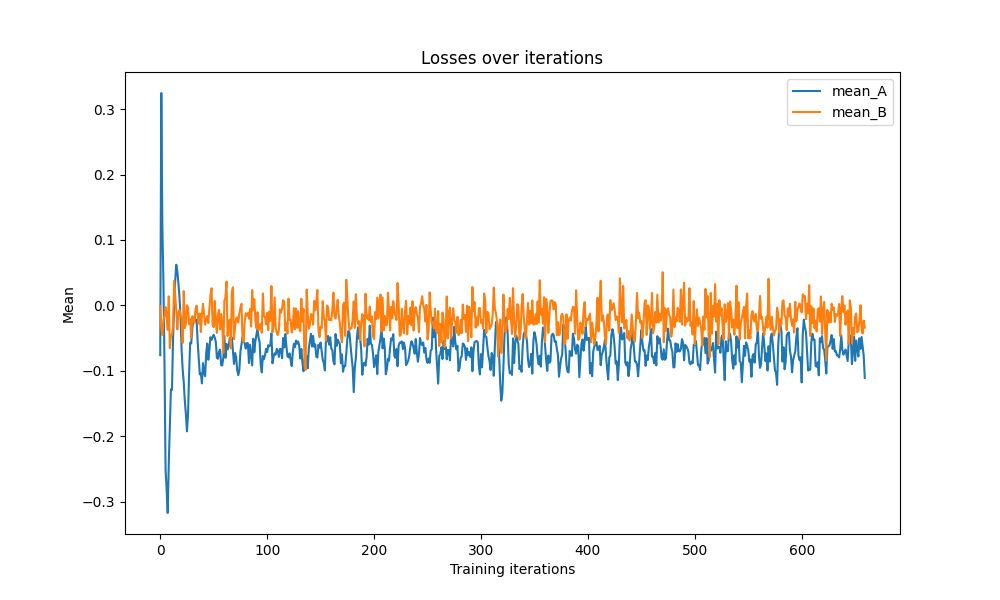 Losses over iterations
mean_A
mean_B
0.3
0.2
0.1
0.0
−0.1
−0.2
−0.3
Mean
0 100 200 300 400 500 600
Training iterations